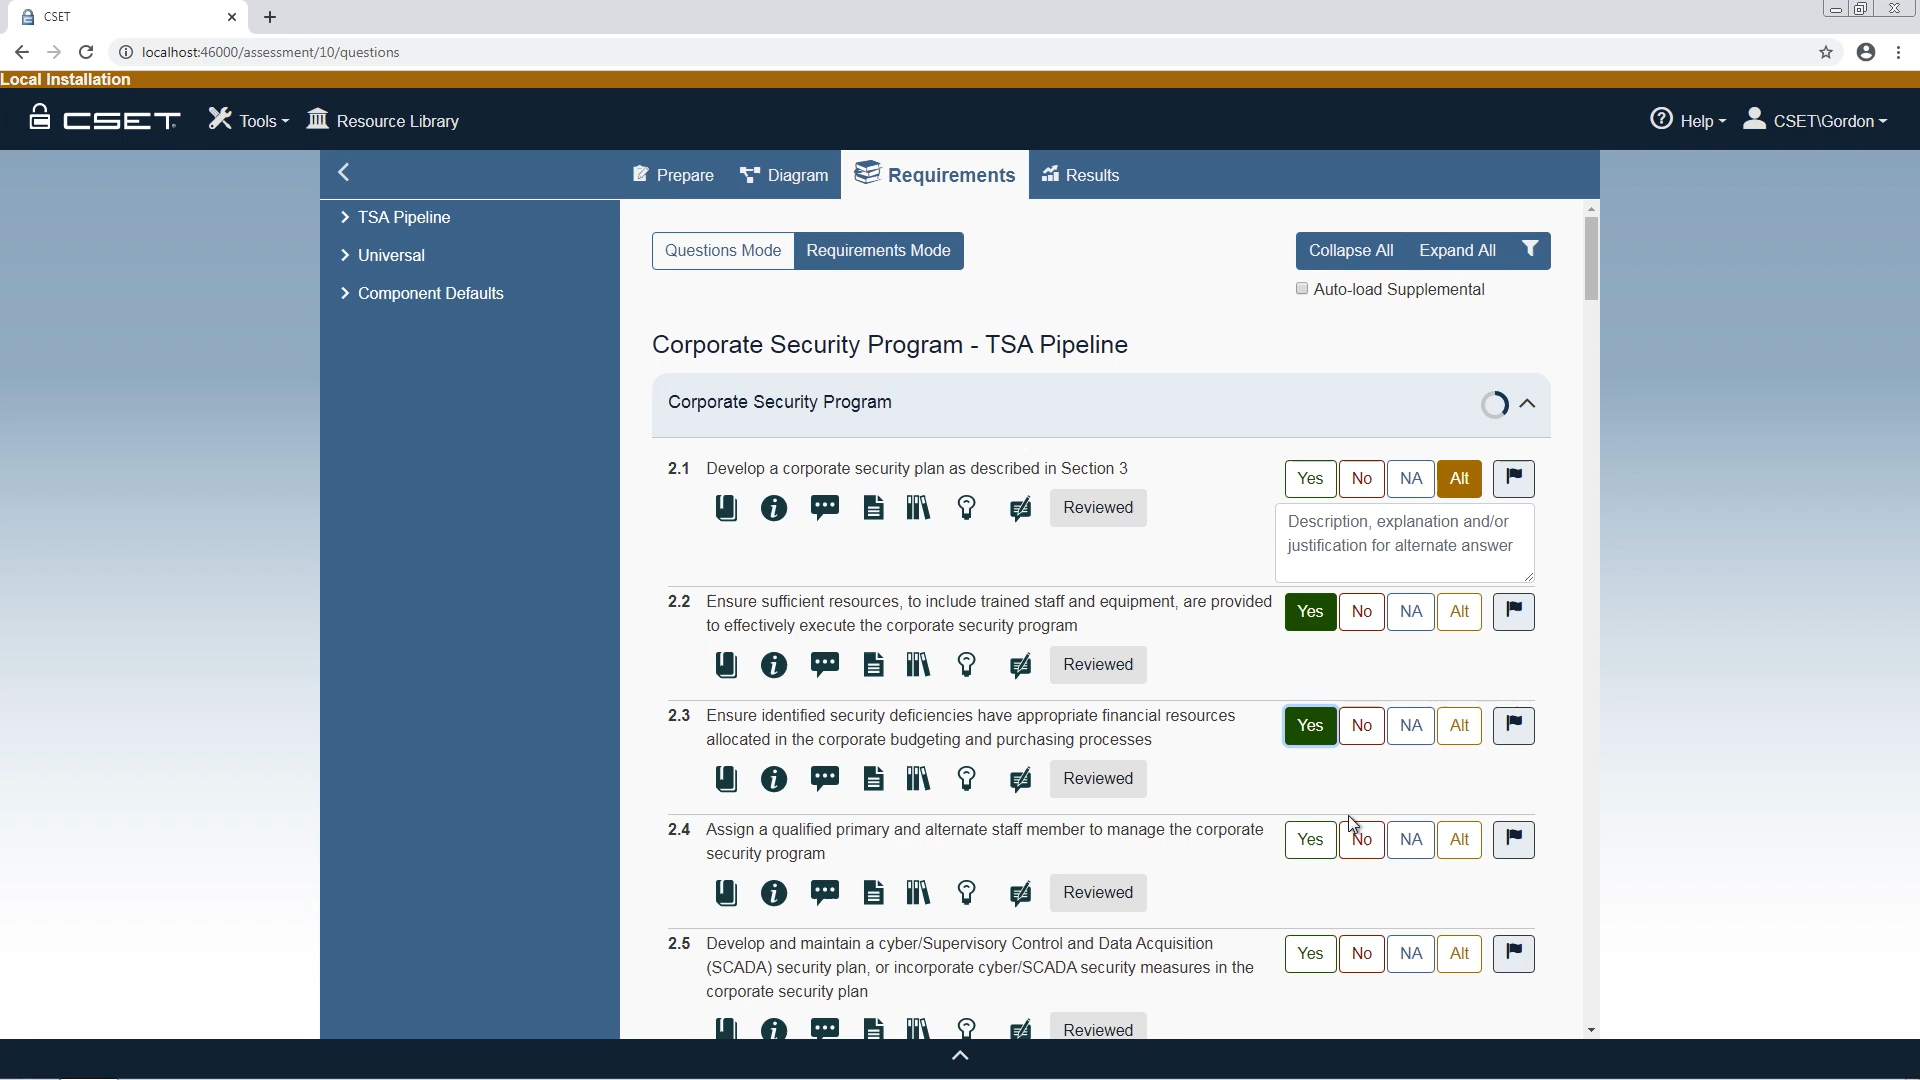 CSET
localhost:46000/assessment/10/questions
Local Installation
CSET Tools Resource Library Help CSET\Gordon
Prepare Diagram Requirements Results
TSA Pipeline
Universal
Component Defaults
Questions Mode Requirements Mode Collapse All Expand All
Auto-load Supplemental
Corporate Security Program - TSA Pipeline
Corporate Security Program
2.1 Develop a corporate security plan as described in Section 3 Yes No NA Alt
Reviewed
Description, explanation and/or
justification for alternate answer
2.2 Ensure sufficient resources, to include trained staff and equipment, are provided Yes No NA Alt
to effectively execute the corporate security program
Reviewed
2.3 Ensure identified security deficiencies have appropriate financial resources Yes No NA Alt
allocated in the corporate budgeting and purchasing processes
Reviewed
2.4 Assign a qualified primary and alternate staff member to manage the corporate Yes No NA Alt
security program
Reviewed
2.5 Develop and maintain a cyber/Supervisory Control and Data Acquisition Yes No NA Alt
(SCADA) security plan, or incorporate cyber/SCADA security measures in the
corporate security plan
Reviewed